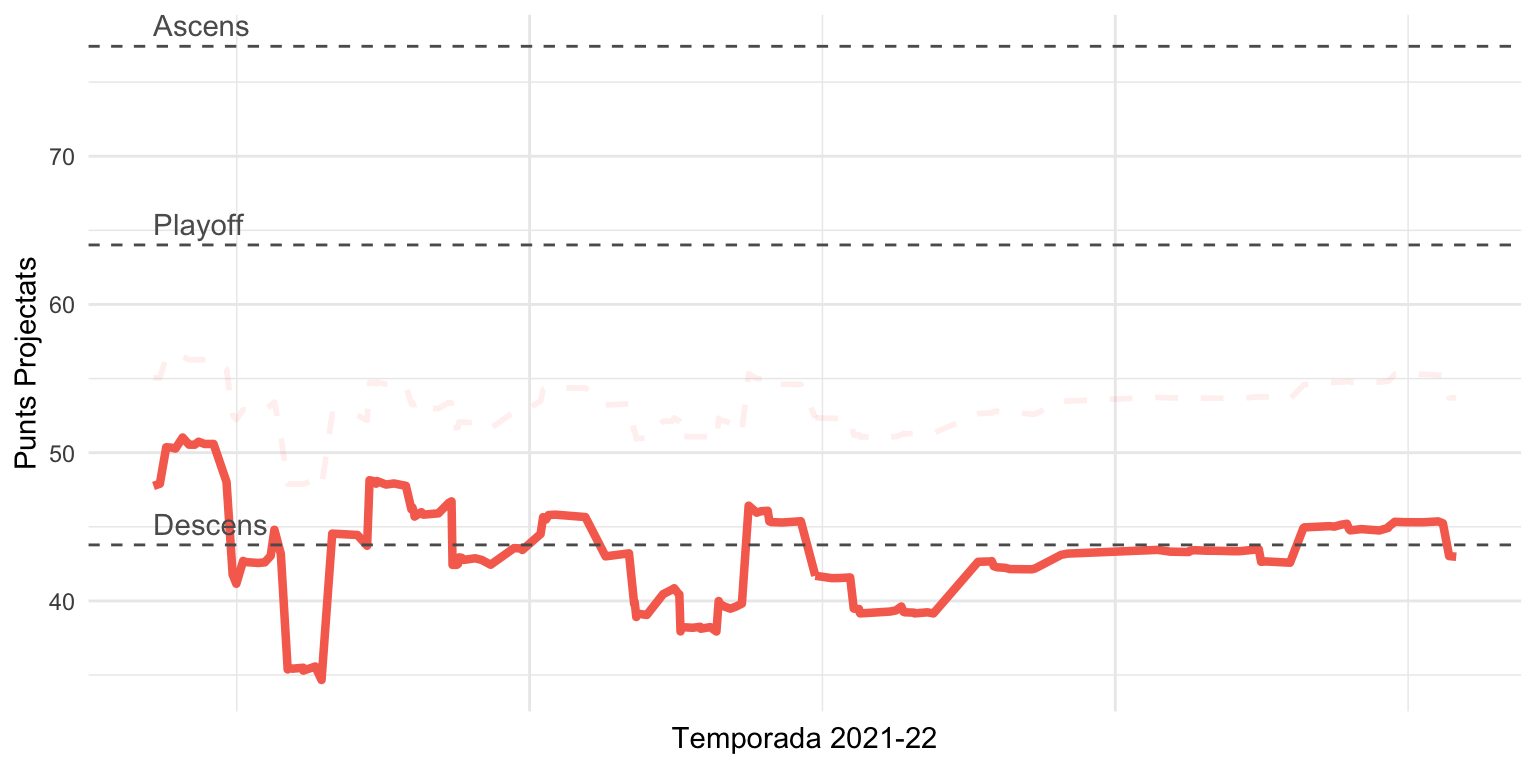 Ascens
70
Playoff
Punts Projectats
60
50
Descens
40
Temporada 2021-22